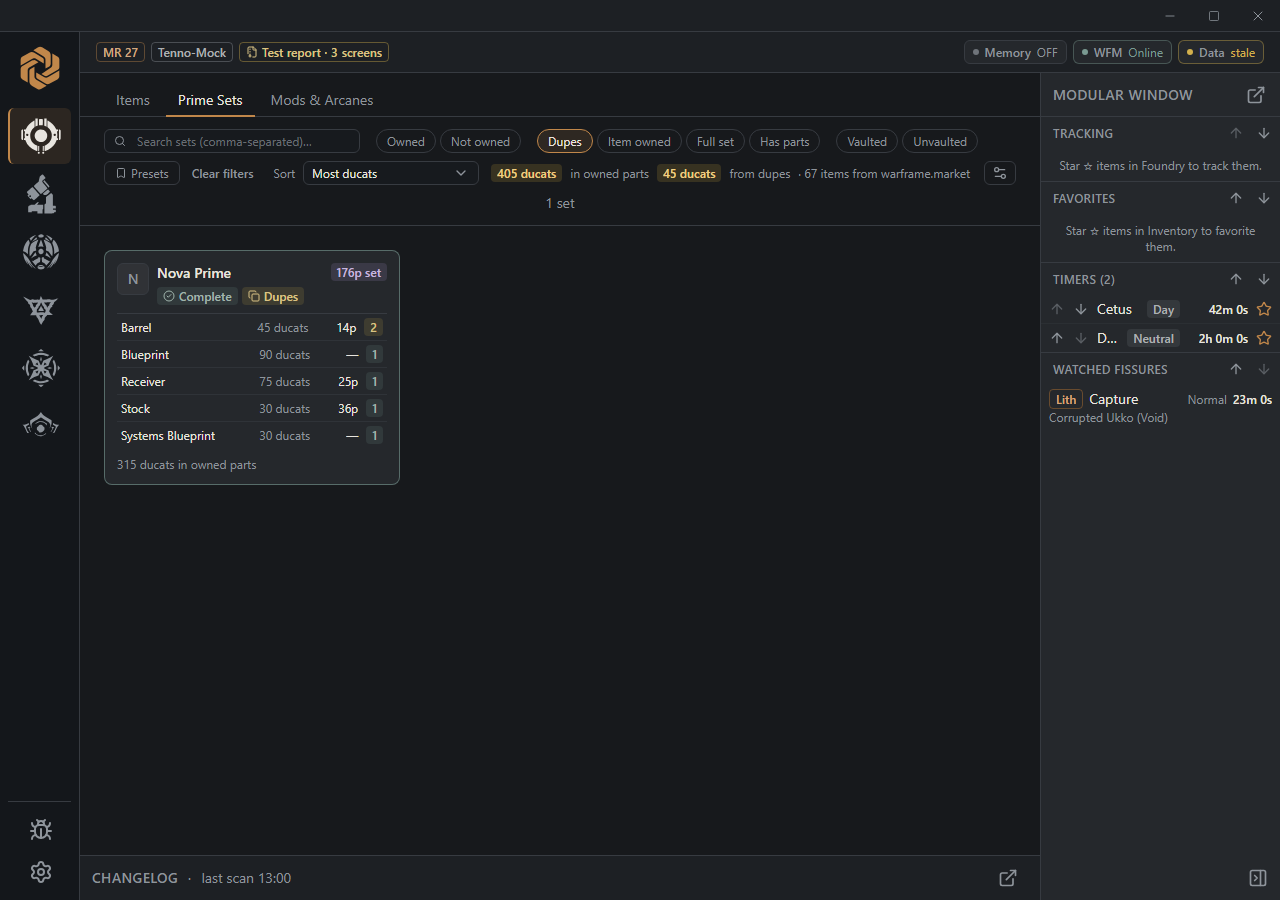 MR 27 Tenno-Mock Test report · 3 screens Memory OFF WFM Online Data stale
Items Prime Sets Mods & Arcanes
Search sets (comma-separated)... Owned Not owned Dupes Item owned Full set Has parts Vaulted Unvaulted
Presets Clear filters Sort Most ducats 405 ducats in owned parts 45 ducats from dupes · 67 items from warframe.market
1 set
N Nova Prime 176p set
Complete Dupes
Barrel 45 ducats 14p 2
Blueprint 90 ducats — 1
Receiver 75 ducats 25p 1
Stock 30 ducats 36p 1
Systems Blueprint 30 ducats — 1
315 ducats in owned parts
CHANGELOG · last scan 13:00
MODULAR WINDOW
TRACKING
Star ☆ items in Foundry to track them.
FAVORITES
Star ☆ items in Inventory to favorite
them.
TIMERS (2)
Cetus Day 42m 0s
D... Neutral 2h 0m 0s
WATCHED FISSURES
Lith Capture Normal 23m 0s
Corrupted Ukko (Void)